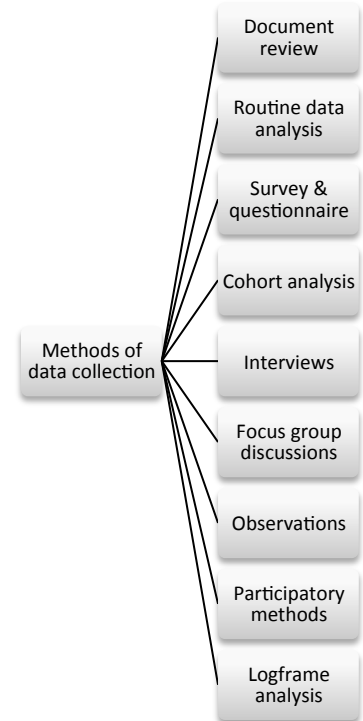 Document
review
Routine data
analysis
Survey &
questionnaire
Cohort analysis
Methods of
data collection
Interviews
Focus group
discussions
Observations
Participatory
methods
Logframe
analysis